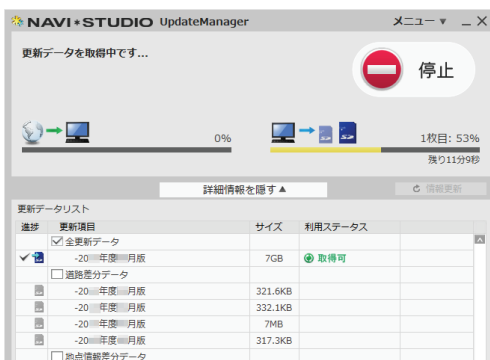 NAVI*STUDIO UpdateManager メニュー ▼ _ ×
更新データを取得中です...
停止
0% 1枚目: 53%
残り11分9秒
詳細情報を隠す▲ 情報更新
更新データリスト
進捗 更新項目 サイズ 利用ステータス
全更新データ
-20 年度 月版 7GB 取得可
道路差分データ
-20 年度 月版 321.6KB
-20 年度 月版 332.1KB
-20 年度 月版 7MB
-20 年度 月版 317.3KB
地点情報差分データ